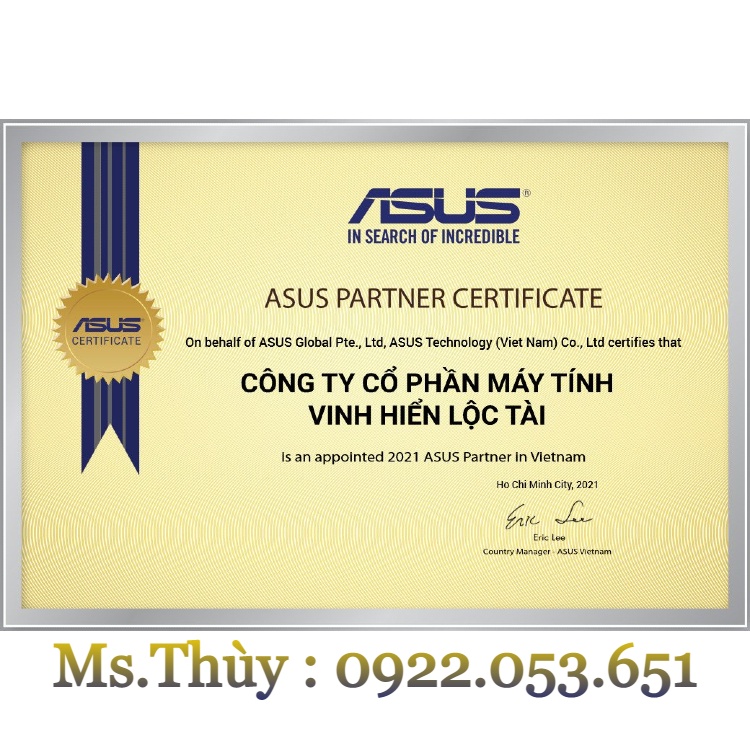 ASUS®
IN SEARCH OF INCREDIBLE
ASUS PARTNER CERTIFICATE
ASUS
CERTIFICATE
On behalf of ASUS Global Pte., Ltd, ASUS Technology (Viet Nam) Co., Ltd certifies that
CÔNG TY CỔ PHẦN MÁY TÍNH
VINH HIỂN LỘC TÀI
is an appointed 2021 ASUS Partner in Vietnam
Ho Chi Minh City, 2021
Eric Lee
Eric Lee
Country Manager - ASUS Vietnam
Ms.Thùy : 0922.053.651